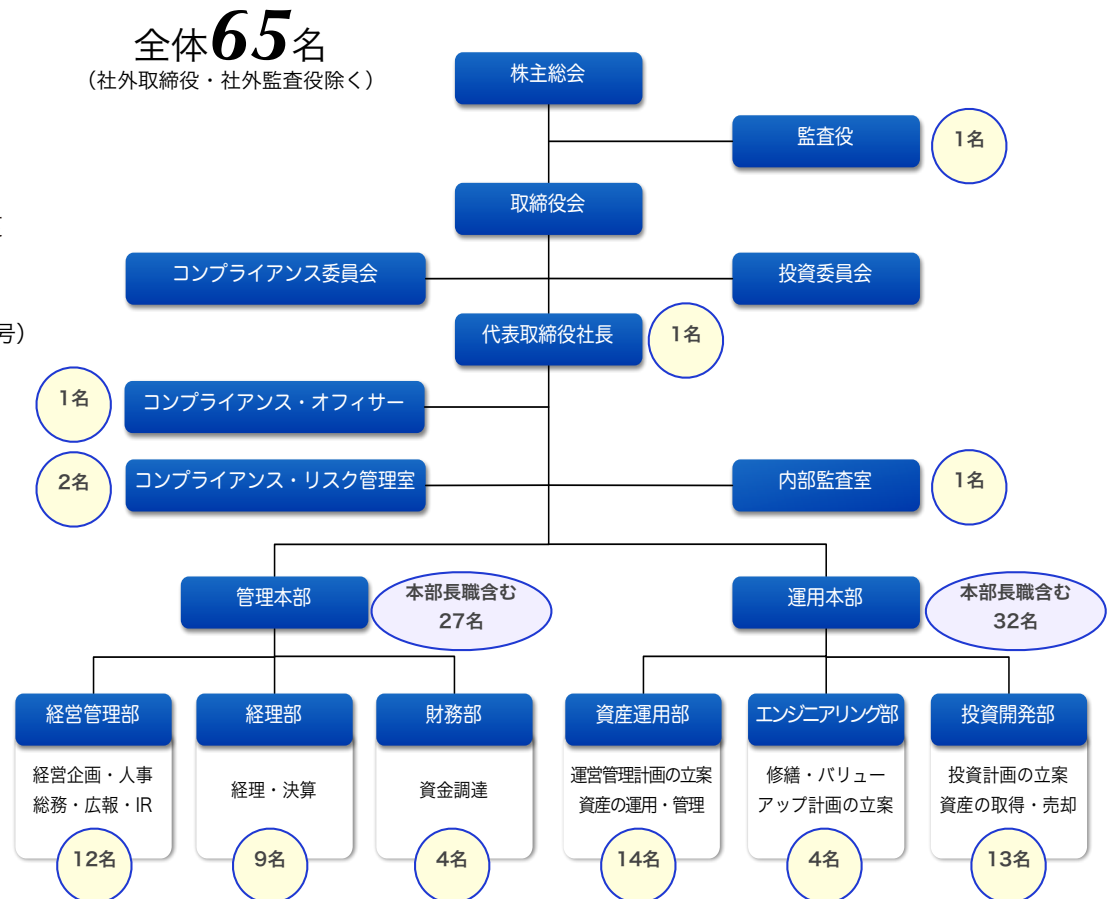 全体65名
（社外取締役・社外監査役除く）
株主総会
監査役
1名
取締役会
コンプライアンス委員会
投資委員会
号）
代表取締役社長
1名
1名
コンプライアンス・オフィサー
2名
コンプライアンス・リスク管理室
内部監査室
1名
管理本部
本部長職含む
27名
運用本部
本部長職含む
32名
経営管理部
経営企画・人事
総務・広報・IR
12名
経理部
経理・決算
9名
財務部
資金調達
4名
資産運用部
運営管理計画の立案
資産の運用・管理
14名
エンジニアリング部
修繕・バリュー
アップ計画の立案
4名
投資開発部
投資計画の立案
資産の取得・売却
13名